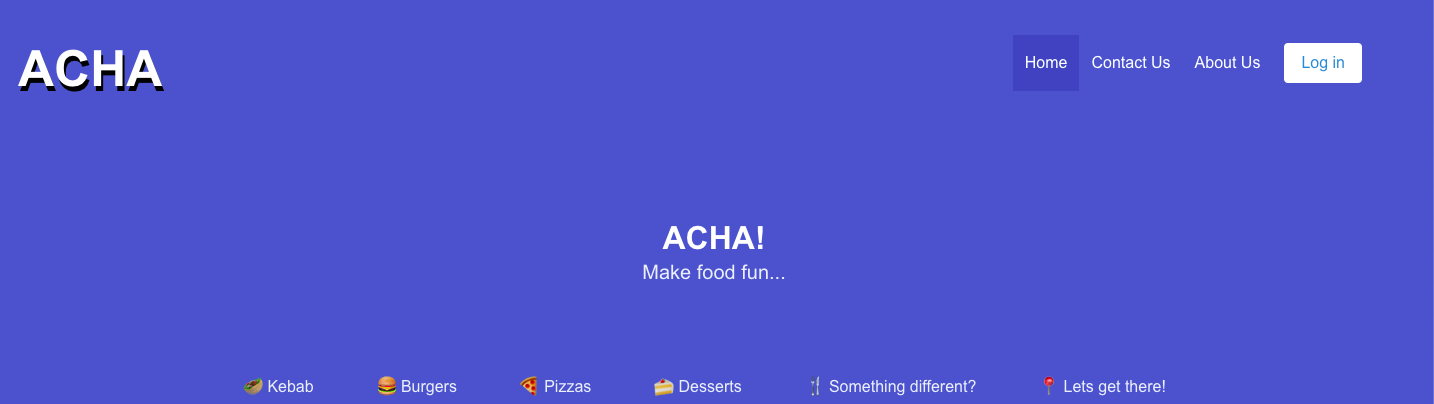 ACHA
Home Contact Us About Us Log in
ACHA!
Make food fun...
🥙 Kebab 🍔 Burgers 🍕 Pizzas 🍰 Desserts 🍴 Something different? 📍 Lets get there!